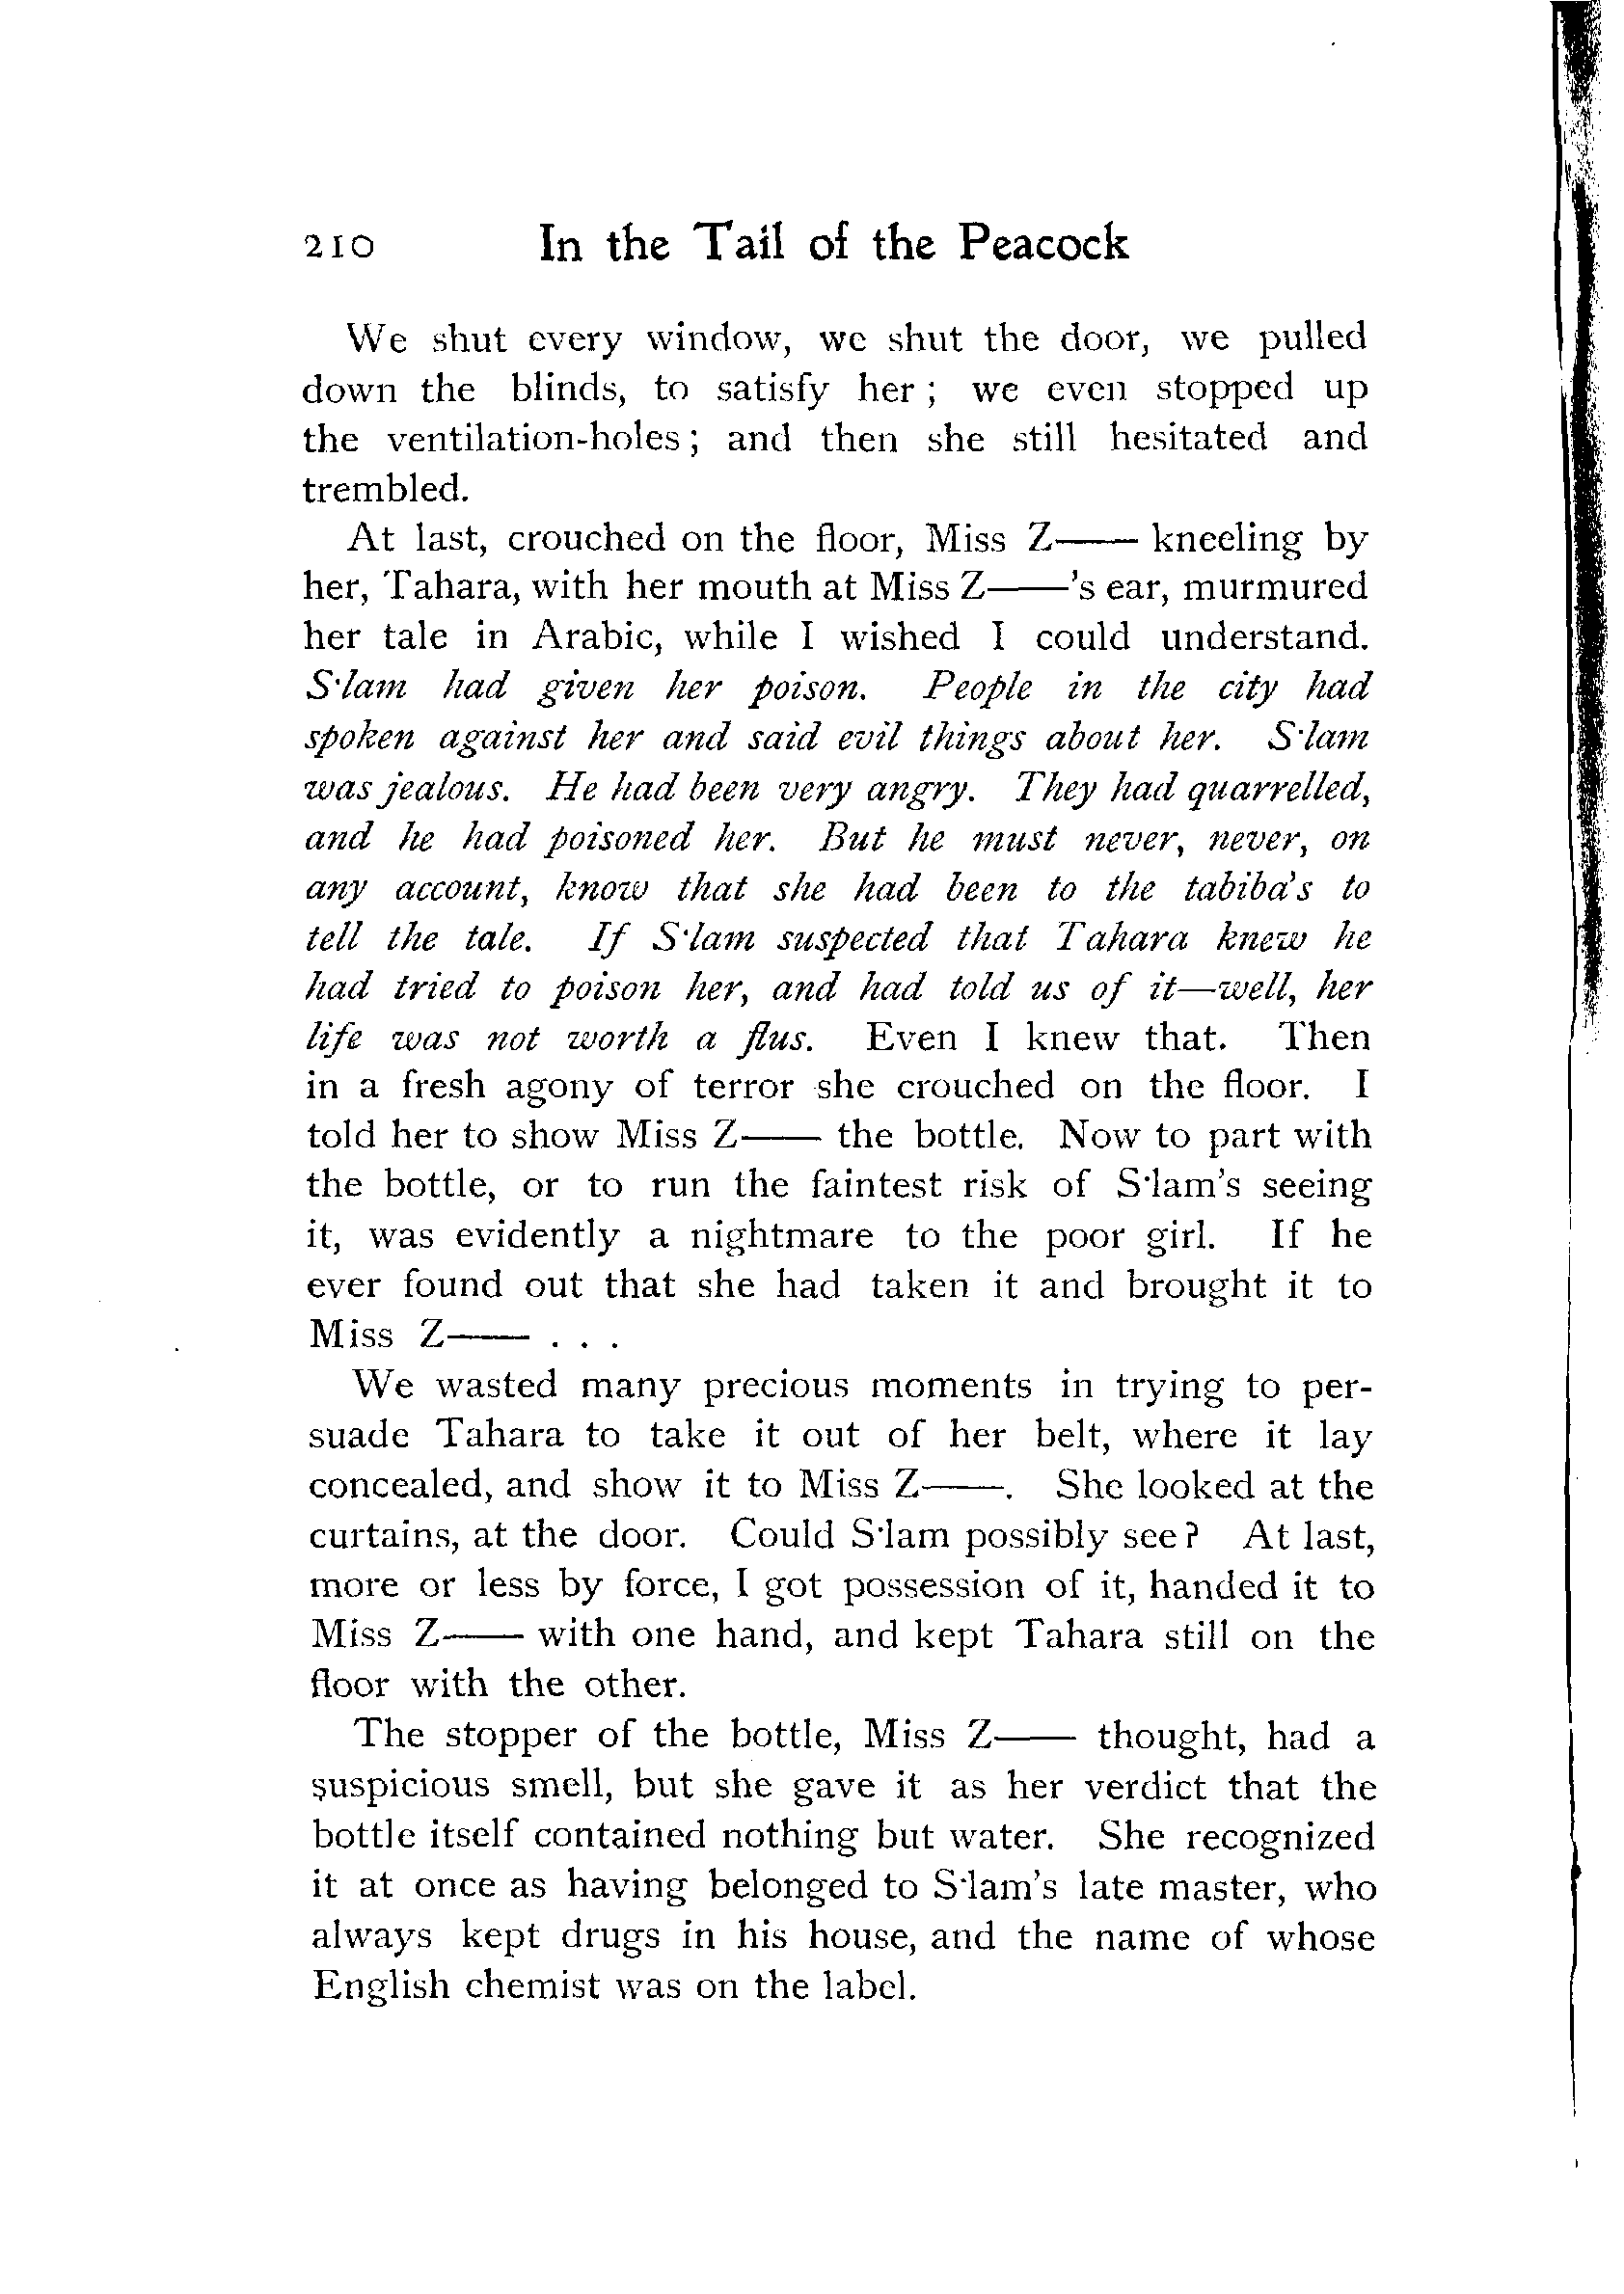 210 In the Tail of the Peacock
We shut every window, we shut the door, we pulled
down the blinds, to satisfy her; we even stopped up
the ventilation-holes; and then she still hesitated and
trembled.
At last, crouched on the floor, Miss Z—— kneeling by
her, Tahara, with her mouth at Miss Z——'s ear, murmured
her tale in Arabic, while I wished I could understand.
S·lam had given her poison. People in the city had
spoken against her and said evil things about her. S·lam
was jealous. He had been very angry. They had quarrelled,
and he had poisoned her. But he must never, never, on
any account, know that she had been to the tabiba's to
tell the tale. If S·lam suspected that Tahara knew he
had tried to poison her, and had told us of it—well, her
life was not worth a flus. Even I knew that. Then
in a fresh agony of terror she crouched on the floor. I
told her to show Miss Z—— the bottle. Now to part with
the bottle, or to run the faintest risk of S·lam's seeing
it, was evidently a nightmare to the poor girl. If he
ever found out that she had taken it and brought it to
Miss Z—— . . .
We wasted many precious moments in trying to per-
suade Tahara to take it out of her belt, where it lay
concealed, and show it to Miss Z——. She looked at the
curtains, at the door. Could S·lam possibly see? At last,
more or less by force, I got possession of it, handed it to
Miss Z—— with one hand, and kept Tahara still on the
floor with the other.
The stopper of the bottle, Miss Z—— thought, had a
suspicious smell, but she gave it as her verdict that the
bottle itself contained nothing but water. She recognized
it at once as having belonged to S·lam's late master, who
always kept drugs in his house, and the name of whose
English chemist was on the label.